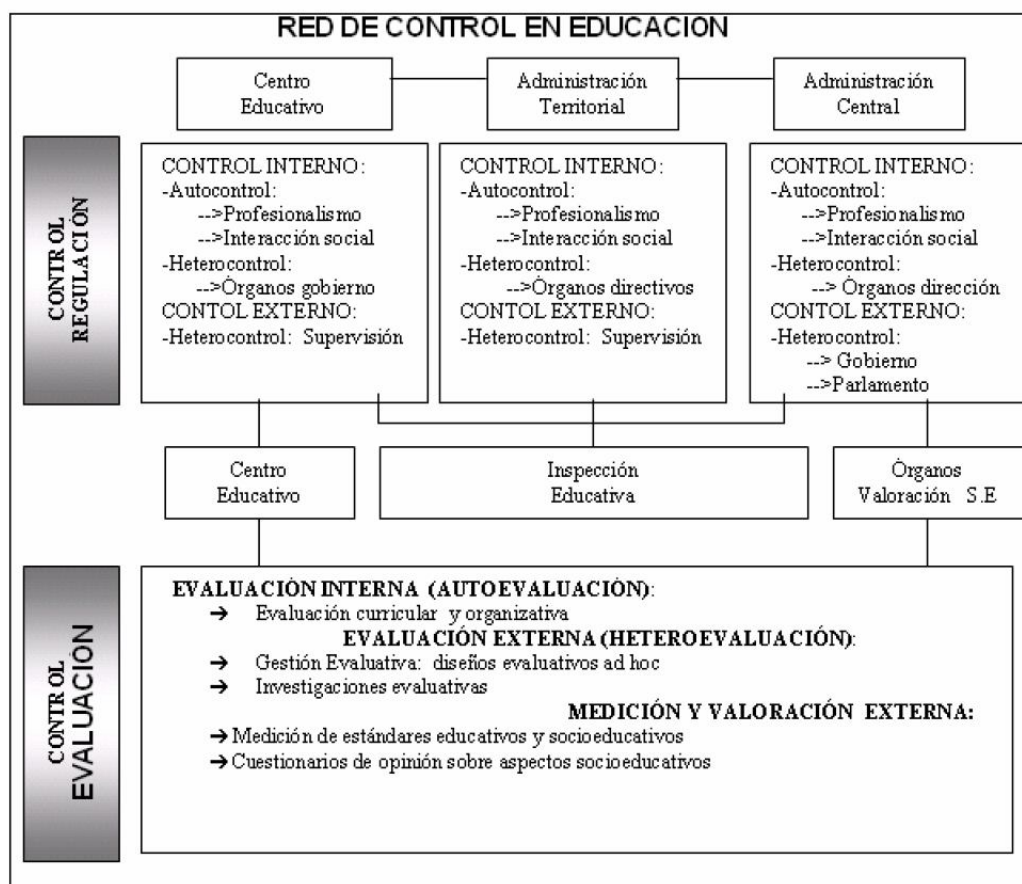 RED DE CONTROL EN EDUCACION
Centro
Educativo
Administración
Territorial
Administración
Central
CONTROL
REGULACIÓN
CONTROL INTERNO:
-Autocontrol:
-->Profesionalismo
-->Interacción social
-Heterocontrol:
-->Órganos gobierno
CONTOL EXTERNO:
-Heterocontrol: Supervisión
CONTROL INTERNO:
-Autocontrol:
-->Profesionalismo
-->Interacción social
-Heterocontrol:
-->Órganos directivos
CONTOL EXTERNO:
-Heterocontrol: Supervisión
CONTROL INTERNO:
-Autocontrol:
-->Profesionalismo
-->Interacción social
-Heterocontrol:
--> Órganos dirección
CONTOL EXTERNO:
-Heterocontrol:
--> Gobierno
-->Parlamento
Centro
Educativo
Inspección
Educativa
Órganos
Valoración S.E
CONTROL
EVALUACIÓN
EVALUACIÓN INTERNA (AUTOEVALUACIÓN):
➔ Evaluación curricular y organizativa
EVALUACIÓN EXTERNA (HETEROEVALUACIÓN):
➔ Gestión Evaluativa: diseños evaluativos ad hoc
➔ Investigaciones evaluativas
MEDICIÓN Y VALORACIÓN EXTERNA:
➔ Medición de estándares educativos y socioeducativos
➔ Cuestionarios de opinión sobre aspectos socioeducativos